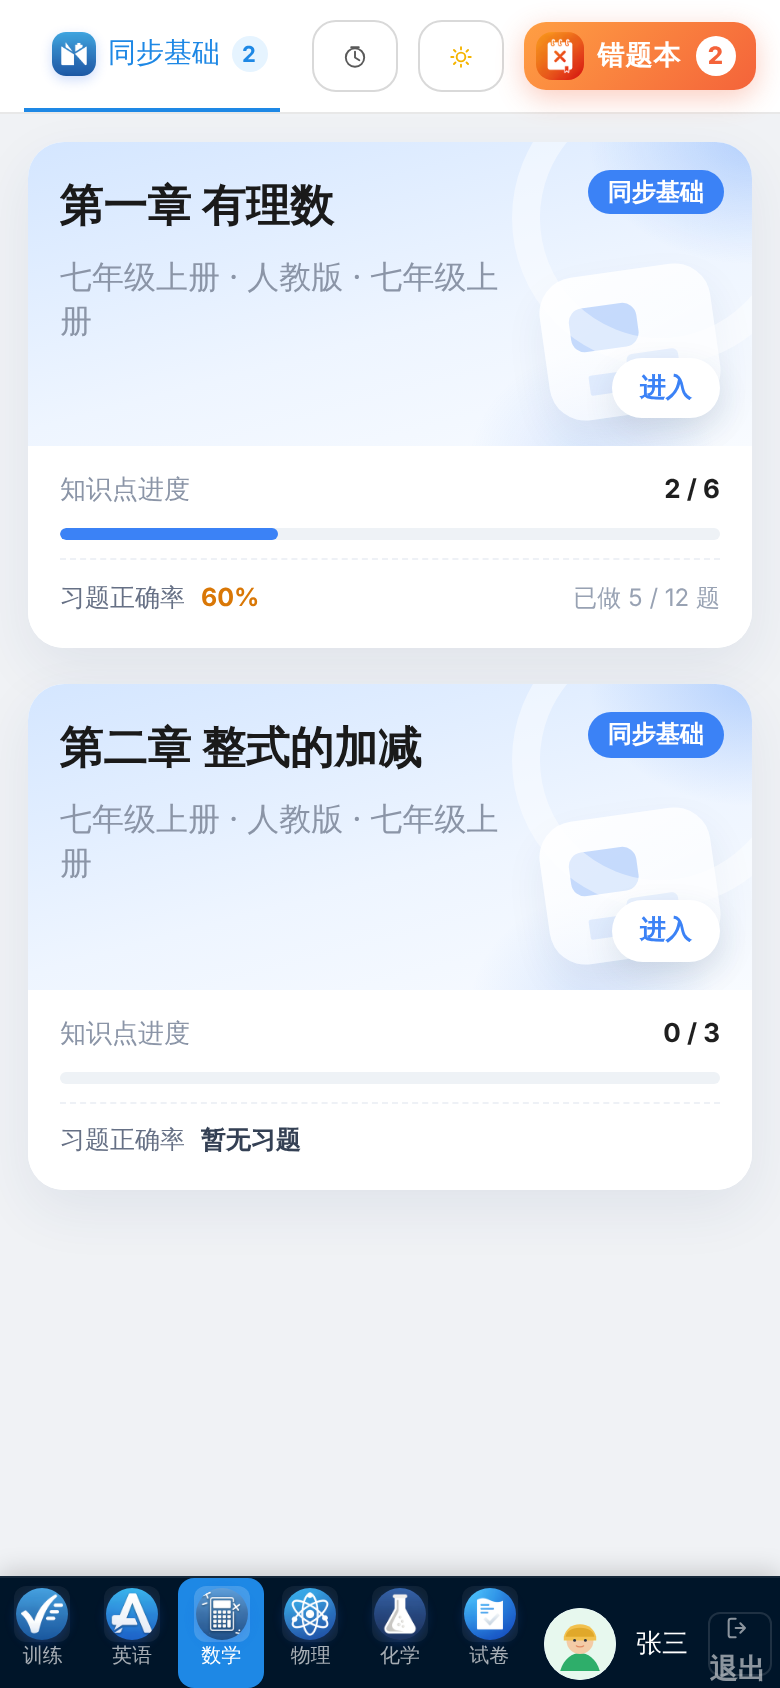 同步基础 2 错题本 2
第一章 有理数
同步基础
七年级上册 · 人教版 · 七年级上
册
进入
知识点进度 2 / 6
习题正确率 60% 已做 5 / 12 题
第二章 整式的加减
同步基础
七年级上册 · 人教版 · 七年级上
册
进入
知识点进度 0 / 3
习题正确率 暂无习题
训练 英语 数学 物理 化学 试卷 张三 退出